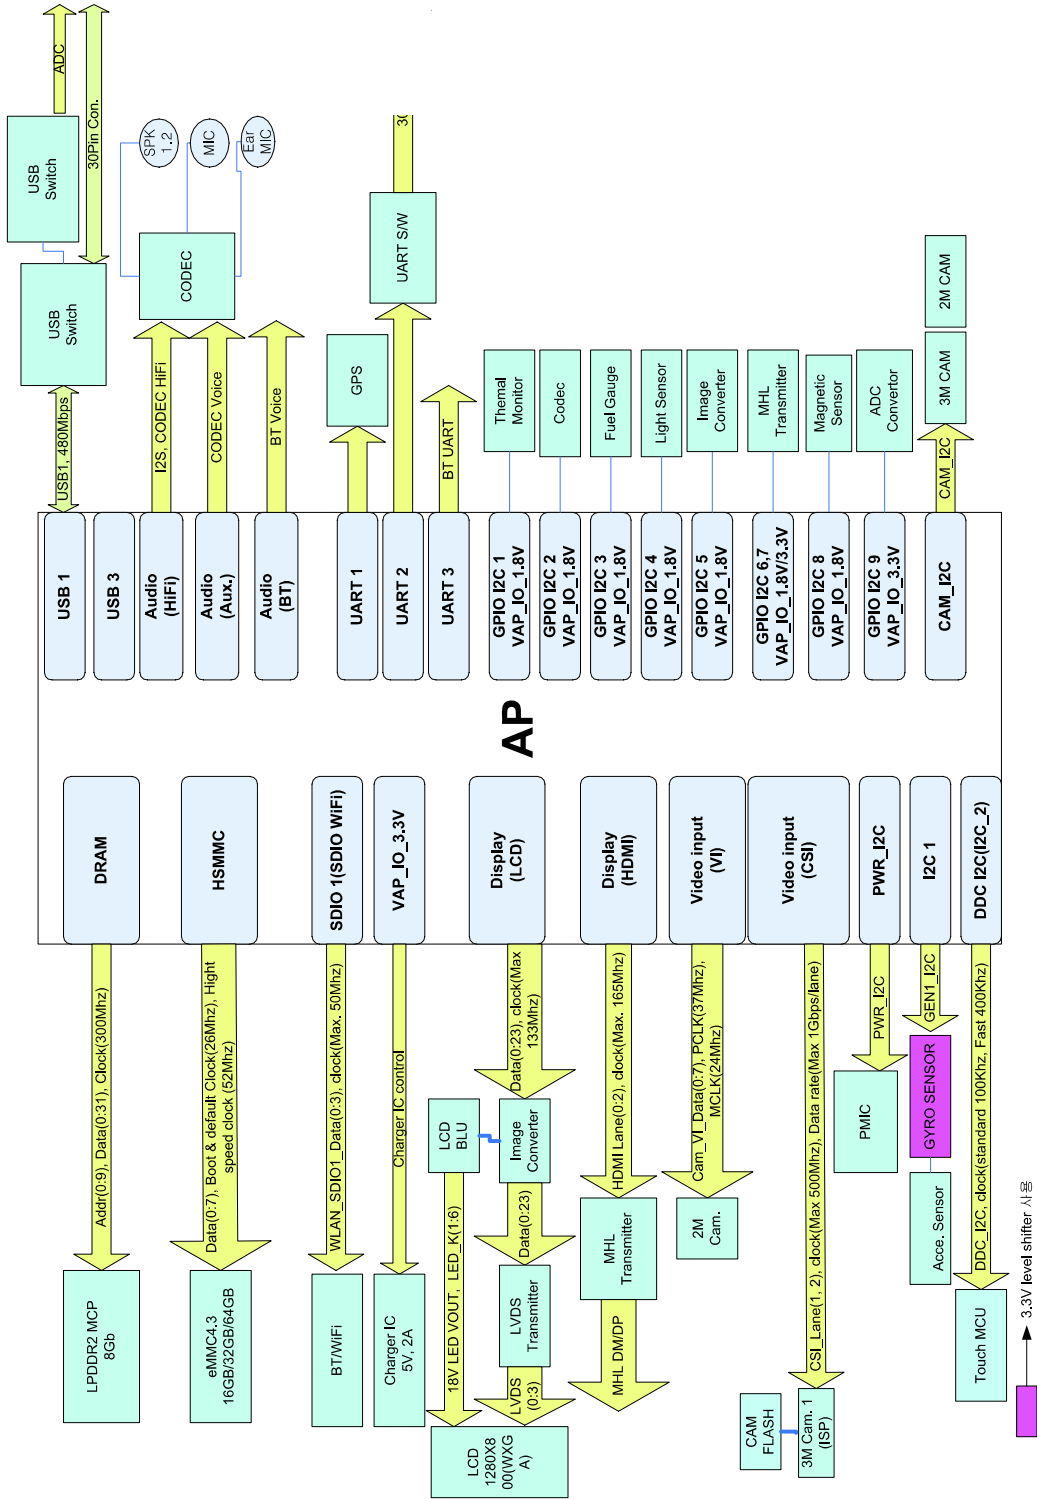 ADC
30Pin Con.
USB
Switch
USB
Switch
USB1, 480Mbps
SPK
1.2
MIC
Ear
MIC
CODEC
I2S, CODEC HiFi
CODEC Voice
BT Voice
30
UART S/W
GPS
BT UART
Themal
Monitor
Codec
Fuel Gauge
Light Sensor
Image
Converter
MHL
Transmitter
Magnetic
Sensor
ADC
Convertor
2M CAM
3M CAM
CAM_I2C
USB 1
USB 3
Audio
(HiFi)
Audio
(Aux.)
Audio
(BT)
UART 1
UART 2
UART 3
GPIO I2C 1
VAP_IO_1.8V
GPIO I2C 2
VAP_IO_1.8V
GPIO I2C 3
VAP_IO_1.8V
GPIO I2C 4
VAP_IO_1.8V
GPIO I2C 5
VAP_IO_1.8V
GPIO I2C 6,7
VAP_IO_1.8V/3.3V
GPIO I2C 8
VAP_IO_1.8V
GPIO I2C 9
VAP_IO_3.3V
CAM_I2C
AP
DRAM
HSMMC
SDIO 1(SDIO WiFi)
VAP_IO_3.3V
Display
(LCD)
Display
(HDMI)
Video input
(VI)
Video input
(CSI)
PWR_I2C
I2C 1
DDC I2C(I2C_2)
Addr(0:9), Data(0:31), Clock(300Mhz)
Data(0:7), Boot & default Clock(26Mhz), Hight
speed clock (52Mhz)
WLAN_SDIO1_Data(0:3), clock(Max. 50Mhz)
Charger IC control
Data(0:23), clock(Max
133Mhz)
HDMI Lane(0:2), clock(Max. 165Mhz)
Cam_VI_Data(0:7), PCLK(37Mhz),
MCLK(24Mhz)
CSI_Lane(1, 2), clock(Max 500Mhz), Data rate(Max 1Gbps/lane)
PWR_I2C
GEN1_I2C
DDC_I2C, clock(standard 100Khz, Fast 400Khz)
LPDDR2 MCP
8Gb
eMMC4.3
16GB/32GB/64GB
BT/WiFi
Charger IC
5V, 2A
LCD
BLU
Image
Converter
18V LED VOUT, LED_K(1:6)
Data(0:23)
LVDS
Transmitter
LVDS
(0:3)
LCD
1280X8
00(WXG
A)
MHL
Transmitter
MHL DM/DP
2M
Cam.
CAM
FLASH
3M Cam. 1
(ISP)
PMIC
GYRO SENSOR
Acce. Sensor
Touch MCU
3.3V level shifter 사용